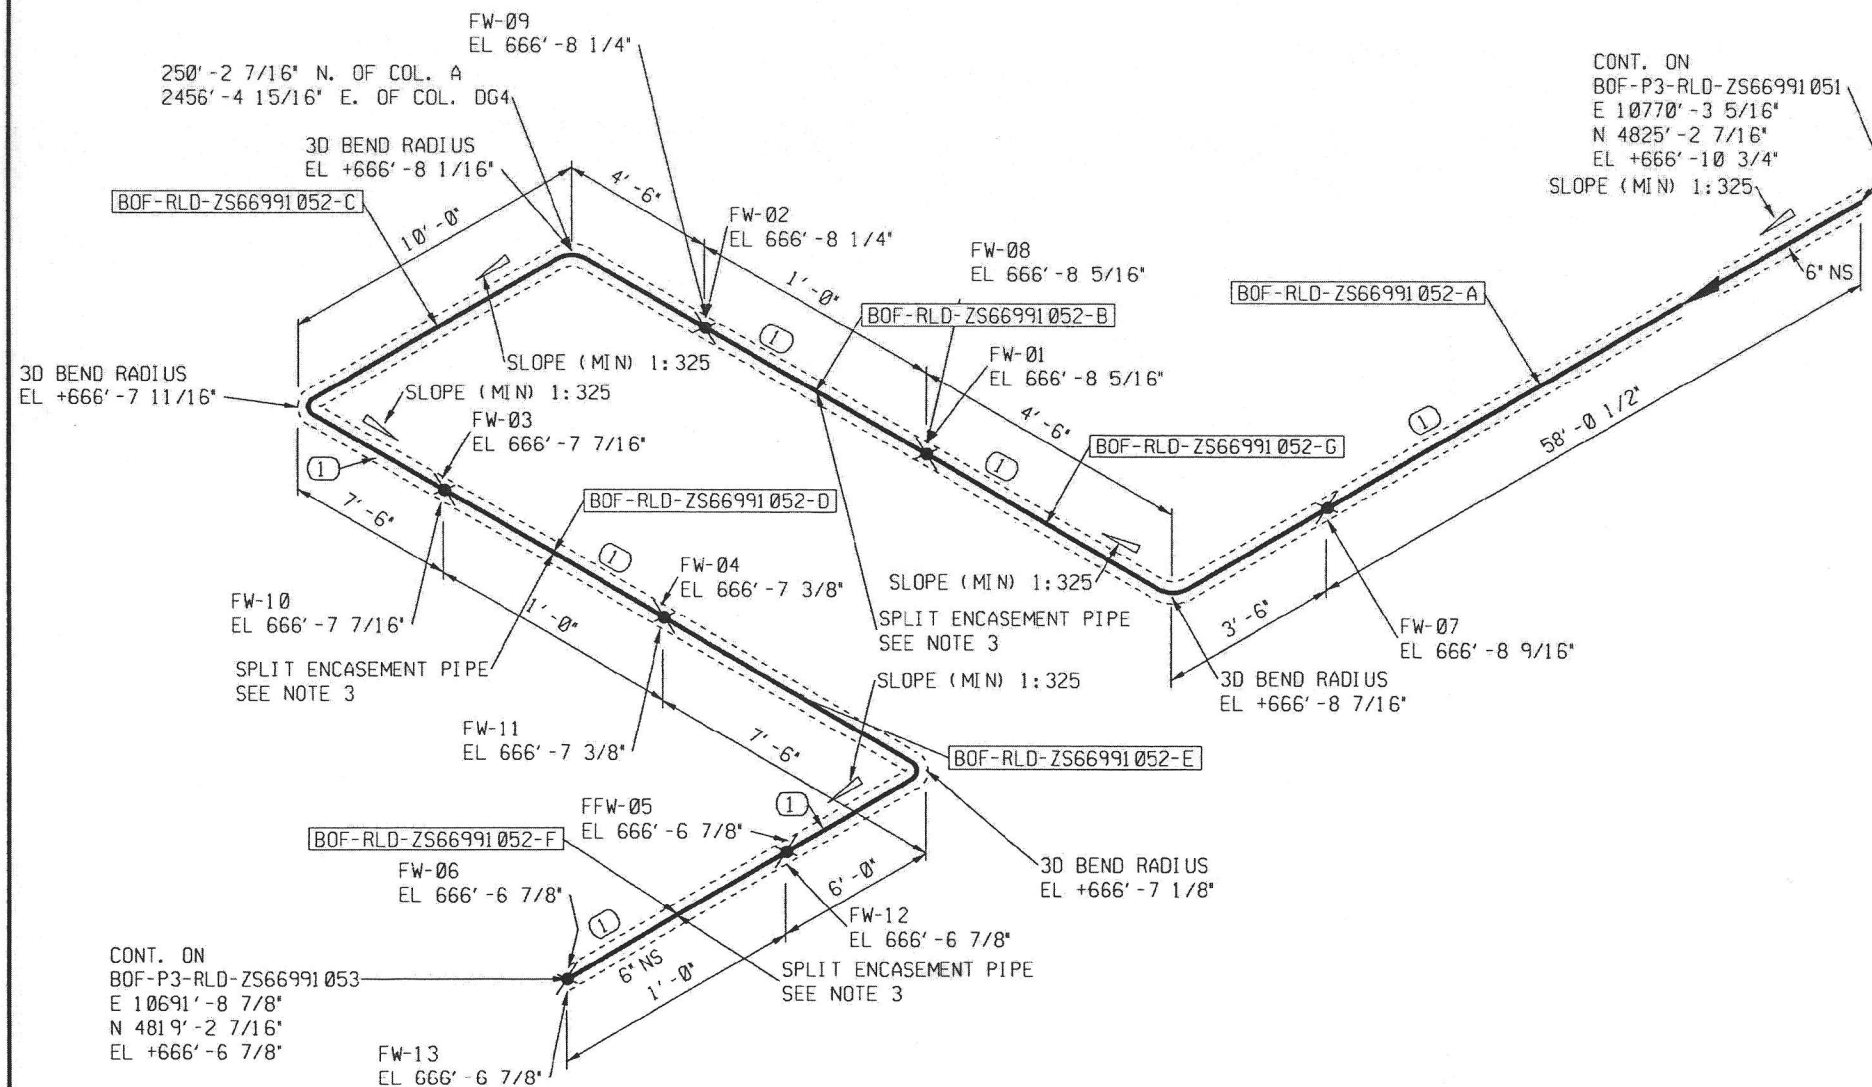 FW-09
EL 666'-8 1/4"
250'-2 7/16" N. OF COL. A
2456'-4 15/16" E. OF COL. DG4
3D BEND RADIUS
EL +666'-8 1/16"
BOF-RLD-ZS66991052-C
10'-0"
4'-6"
FW-02
EL 666'-8 1/4"
1'-0"
FW-08
EL 666'-8 5/16"
BOF-RLD-ZS66991052-B
1
CONT. ON
BOF-P3-RLD-ZS66991051
E 10770'-3 5/16"
N 4825'-2 7/16"
EL +666'-10 3/4"
SLOPE (MIN) 1:325
6" NS
BOF-RLD-ZS66991052-A
FW-01
EL 666'-8 5/16"
4'-6"
1
58'-0 1/2"
SLOPE (MIN) 1:325
3D BEND RADIUS
EL +666'-7 11/16"
SLOPE (MIN) 1:325
FW-03
EL 666'-7 7/16"
1
7'-6"
BOF-RLD-ZS66991052-G
1
BOF-RLD-ZS66991052-D
1
FW-04
EL 666'-7 3/8"
SLOPE (MIN) 1:325
FW-10
EL 666'-7 7/16"
1'-0"
SPLIT ENCASEMENT PIPE
SEE NOTE 3
3'-6"
FW-07
EL 666'-8 9/16"
SPLIT ENCASEMENT PIPE
SEE NOTE 3
SLOPE (MIN) 1:325
3D BEND RADIUS
EL +666'-8 7/16"
FW-11
EL 666'-7 3/8"
7'-6"
BOF-RLD-ZS66991052-E
FFW-05
EL 666'-6 7/8"
1
BOF-RLD-ZS66991052-F
FW-06
EL 666'-6 7/8"
6'-0"
3D BEND RADIUS
EL +666'-7 1/8"
1
FW-12
EL 666'-6 7/8"
CONT. ON
BOF-P3-RLD-ZS66991053
E 10691'-8 7/8"
N 4819'-2 7/16"
EL +666'-6 7/8"
6" NS
1'-0"
SPLIT ENCASEMENT PIPE
SEE NOTE 3
FW-13
EL 666'-6 7/8"